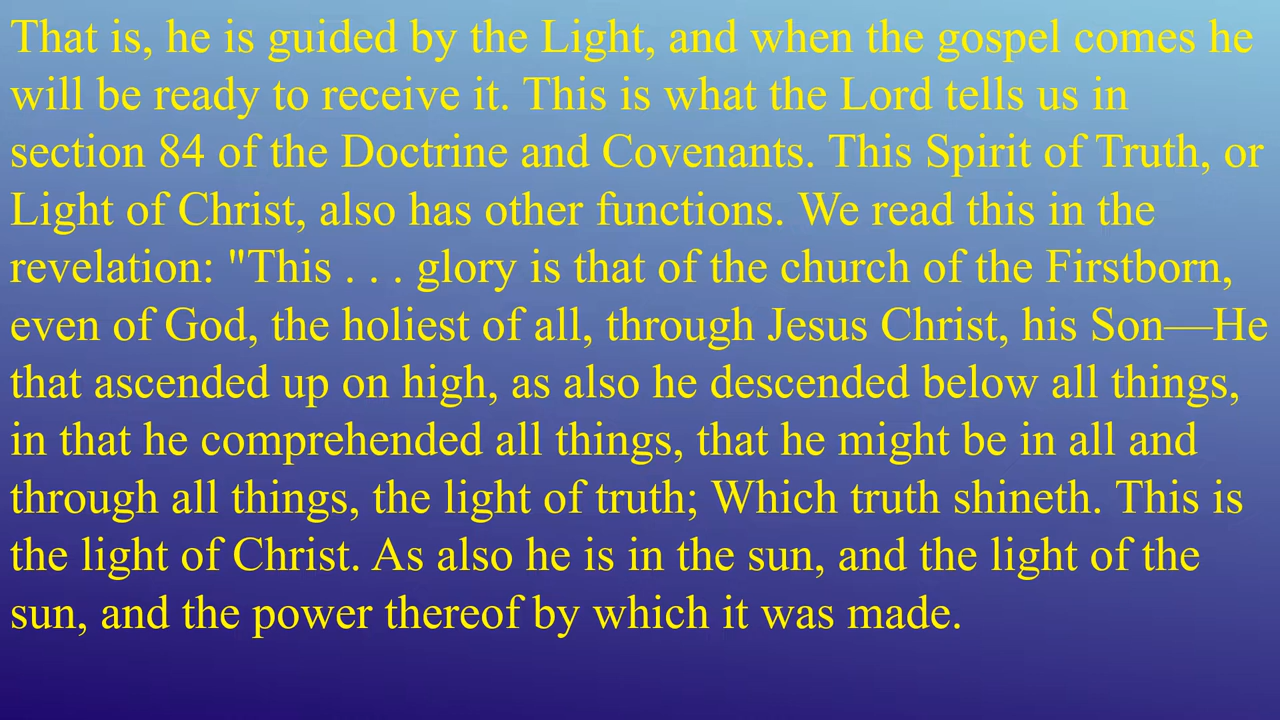 That is, he is guided by the Light, and when the gospel comes he
will be ready to receive it. This is what the Lord tells us in
section 84 of the Doctrine and Covenants. This Spirit of Truth, or
Light of Christ, also has other functions. We read this in the
revelation: "This . . . glory is that of the church of the Firstborn,
even of God, the holiest of all, through Jesus Christ, his Son—He
that ascended up on high, as also he descended below all things,
in that he comprehended all things, that he might be in all and
through all things, the light of truth; Which truth shineth. This is
the light of Christ. As also he is in the sun, and the light of the
sun, and the power thereof by which it was made.